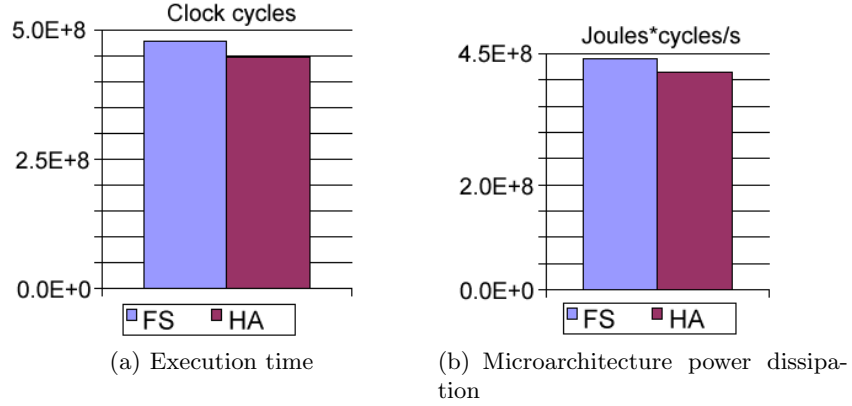 Clock cycles
5.0E+8
2.5E+8
0.0E+0
FS HA
(a) Execution time
Joules*cycles/s
4.5E+8
2.0E+8
0.0E+0
FS HA
(b) Microarchitecture power dissipa-
tion